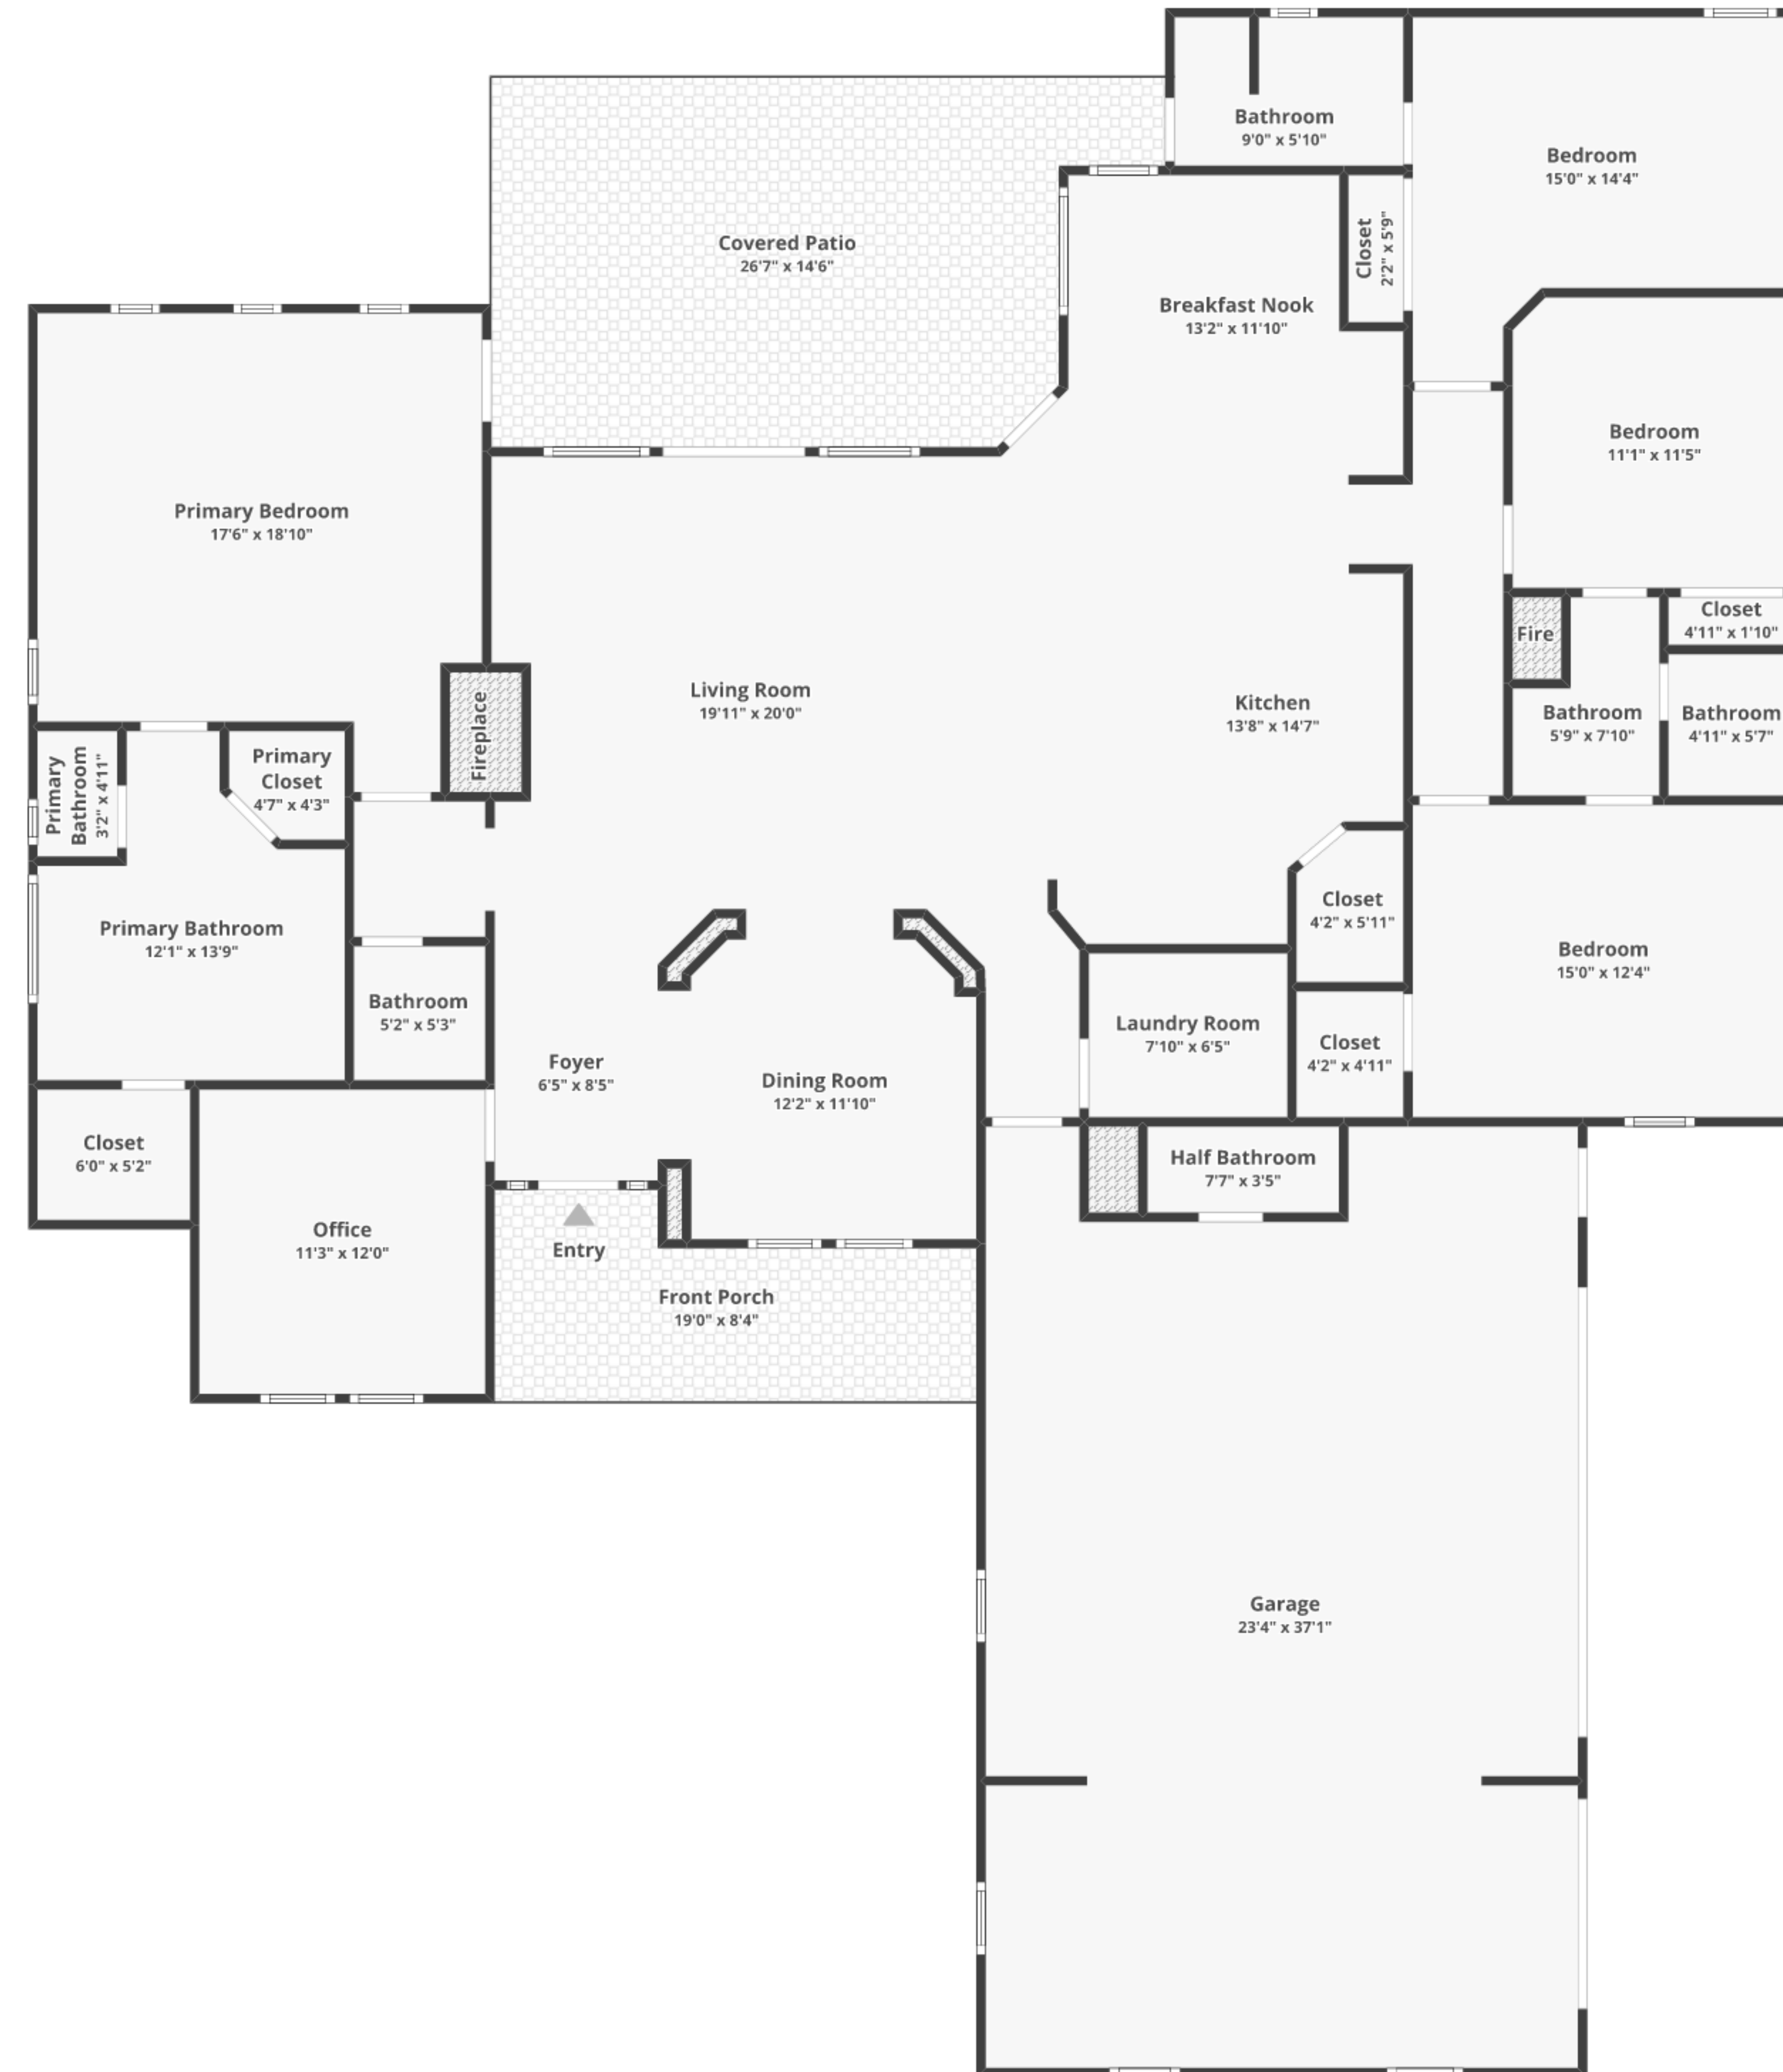 Bathroom
9'0" x 5'10"
Bedroom
15'0" x 14'4"
Covered Patio
26'7" x 14'6"
Closet
2'2" x 5'9"
Breakfast Nook
13'2" x 11'10"
Bedroom
11'1" x 11'5"
Primary Bedroom
17'6" x 18'10"
Closet
4'11" x 1'10"
Fire
Living Room
19'11" x 20'0"
Kitchen
13'8" x 14'7"
Bathroom
5'9" x 7'10"
Bathroom
4'11" x 5'7"
Fireplace
Primary
Bathroom
3'2" x 4'11"
Primary
Closet
4'7" x 4'3"
Primary Bathroom
12'1" x 13'9"
Closet
4'2" x 5'11"
Bedroom
15'0" x 12'4"
Bathroom
5'2" x 5'3"
Laundry Room
7'10" x 6'5"
Closet
4'2" x 4'11"
Foyer
6'5" x 8'5"
Dining Room
12'2" x 11'10"
Closet
6'0" x 5'2"
Half Bathroom
7'7" x 3'5"
Office
11'3" x 12'0"
Entry
Front Porch
19'0" x 8'4"
Garage
23'4" x 37'1"